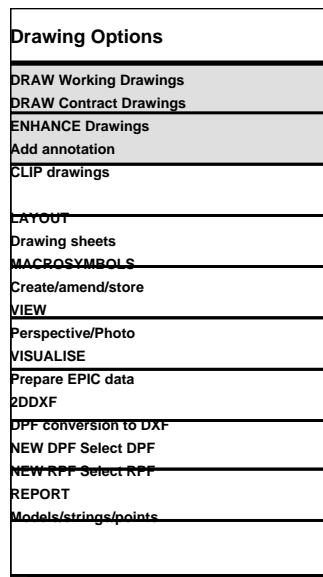 Drawing Options
DRAW Working Drawings
DRAW Contract Drawings
ENHANCE Drawings
Add annotation
CLIP drawings
LAYOUT
Drawing sheets
MACROSYMBOLS
Create/amend/store
VIEW
Perspective/Photo
VISUALISE
Prepare EPIC data
2DDXF
DPF conversion to DXF
NEW DPF Select DPF
NEW RPF Select RPF
REPORT
Models/strings/points